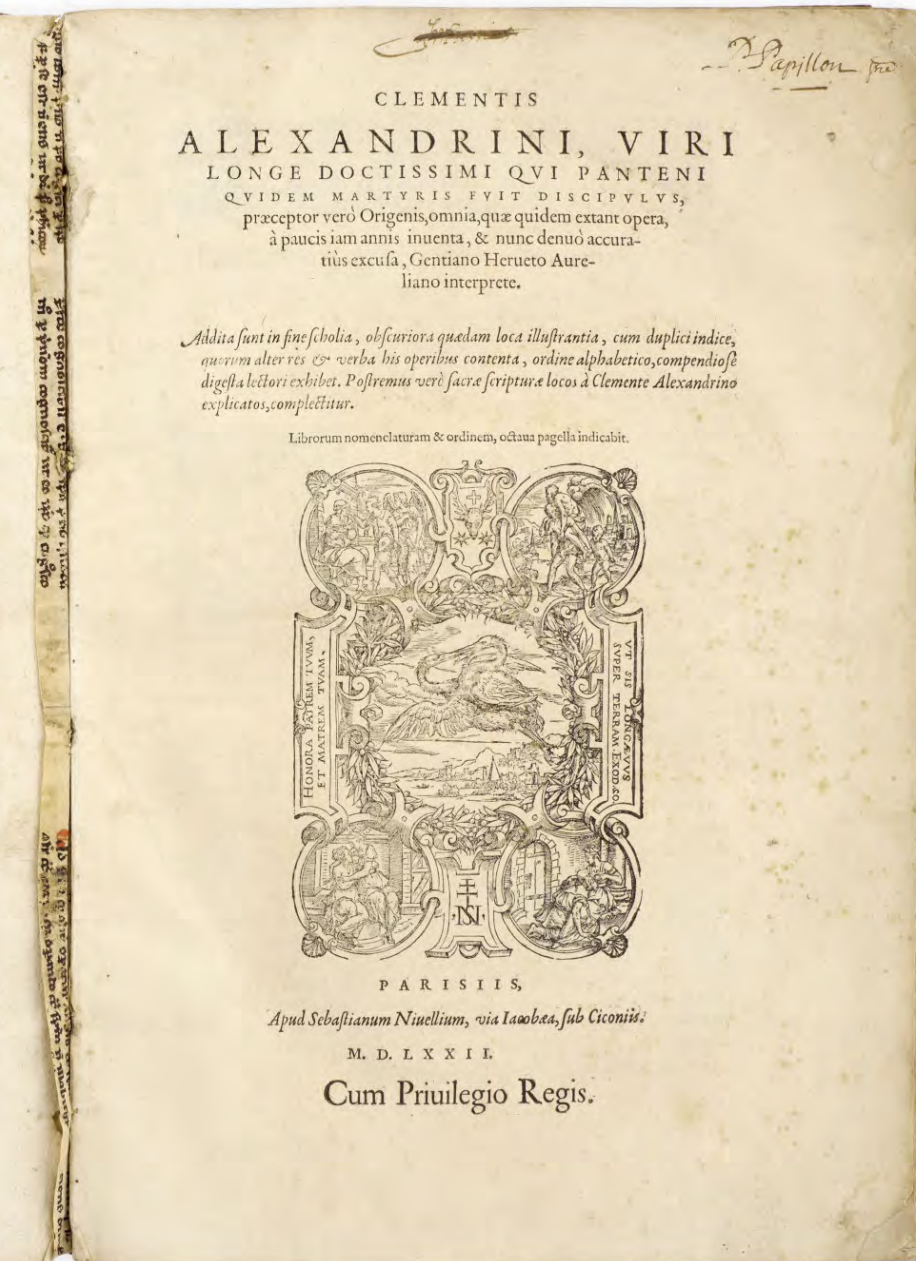 Papillon
CLEMENTIS
ALEXANDRINI, VIRI
LONGE DOCTISSIMI QVI PANTENI
QVIDEM MARTYRIS FVIT DISCIPVLVS,
præceptor verò Origenis, omnia, quæ quidem extant opera,
à paucis iam annis inuenta, & nunc denuò accura-
tiùs excuſa, Gentiano Herueto Aure-
liano interprete.
Addita ſunt in fine ſcholia, obſcuriora quædam loca illuſtrantia, cum duplici indice,
quorum alter res & verba his operibus contenta, ordine alphabetico, compendioſè
digeſta lectori exhibet. Poſtremus verò ſacræ ſcripturæ locos à Clemente Alexandrino
explicatos, complectitur.
Librorum nomenclaturam & ordinem, octaua pagella indicabit.
HONORA PATREM TVVM,
ET MATREM TVAM.
VT SIS LONGÆVVS
SVPER TERRAM. EXOD.20.
PARISIIS,
Apud Sebaſtianum Niuellium, via Iacobæa, ſub Ciconiis.
M. D. LXXII.
Cum Priuilegio Regis.